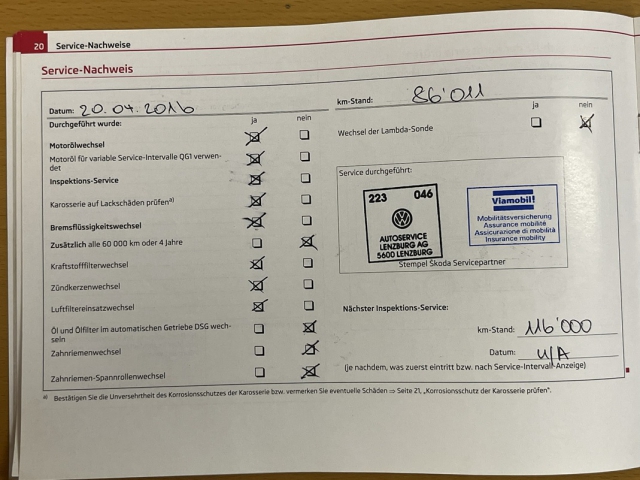 20 Service-Nachweise
Service-Nachweis
Datum: 20.04.2016
km-Stand: 86'011
ja nein
ja nein
Durchgeführt wurde:
Motorölwechsel
Wechsel der Lambda-Sonde
Motoröl für variable Service-Intervalle QG1 verwen-
det
Inspektions-Service
Karosserie auf Lackschäden prüfen a)
Bremsflüssigkeitswechsel
Zusätzlich alle 60 000 km oder 4 Jahre
Kraftstofffilterwechsel
Zündkerzenwechsel
Luftfiltereinsatzwechsel
Öl und Ölfilter im automatischen Getriebe DSG wech-
seln
Zahnriemenwechsel
Zahnriemen-Spannrollenwechsel
Service durchgeführt:
223 046
AUTOSERVICE
LENZBURG AG
5600 LENZBURG
Viamobil!
Mobilitätsversicherung
Assurance mobilité
Assicurazione di mobilità
Insurance mobility
Stempel Škoda Servicepartner
Nächster Inspektions-Service:
km-Stand: 116'000
Datum: U/A
(je nachdem, was zuerst eintritt bzw. nach Service-Intervall-Anzeige)
a) Bestätigen Sie die Unversehrtheit des Korrosionsschutzes der Karosserie bzw. vermerken Sie eventuelle Schäden ⇒ Seite 21, „Korrosionsschutz der Karosserie prüfen".